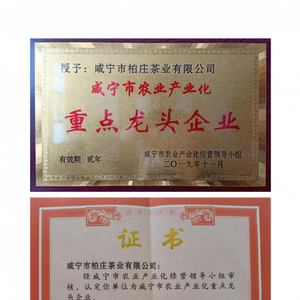 授予：咸宁市柏庄茶业有限公司
咸宁市农业产业化
重点龙头企业
有效期：贰年
咸宁市农业产业化经营领导小组
二〇一九年十一月
证书
咸宁市柏庄茶业有限公司：
经咸宁市农业产业化经营领导小组审
核，认定你单位为咸宁市农业产业化重点龙
头企业。